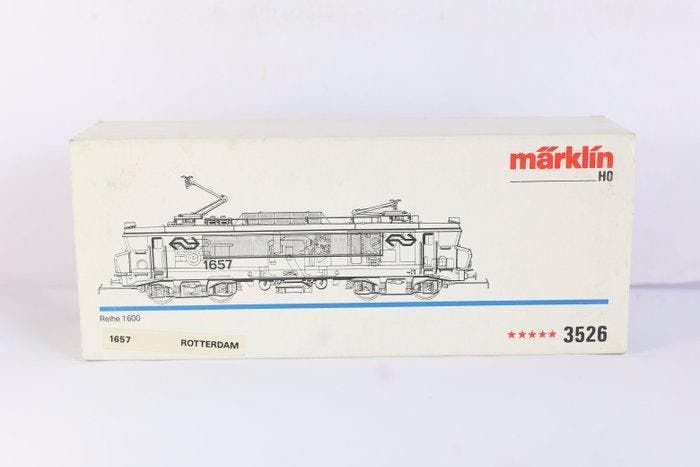 märklin
H0
1657
Reihe 1600
1657 ROTTERDAM
★★★★★ 3526